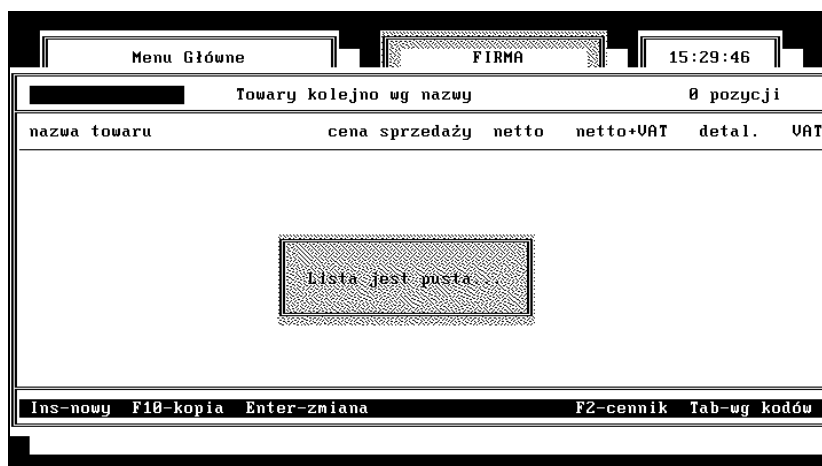 Menu Główne FIRMA 15:29:46
Towary kolejno wg nazwy 0 pozycji
nazwa towaru cena sprzedaży netto netto+VAT detal. VAT
Lista jest pusta...
Ins-nowy F10-kopia Enter-zmiana F2-cennik Tab-wg kodów